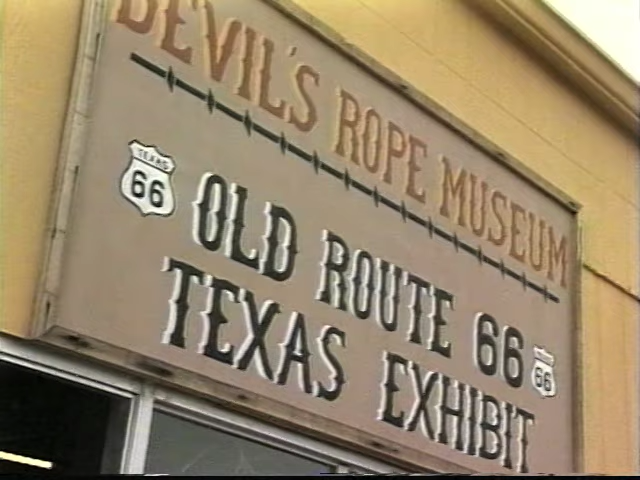 DEVIL'S ROPE MUSEUM
TEXAS
66
OLD ROUTE 66
TEXAS EXHIBIT
66